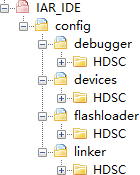 IAR_IDE
config
debugger
HDSC
devices
HDSC
flashloader
HDSC
linker
HDSC